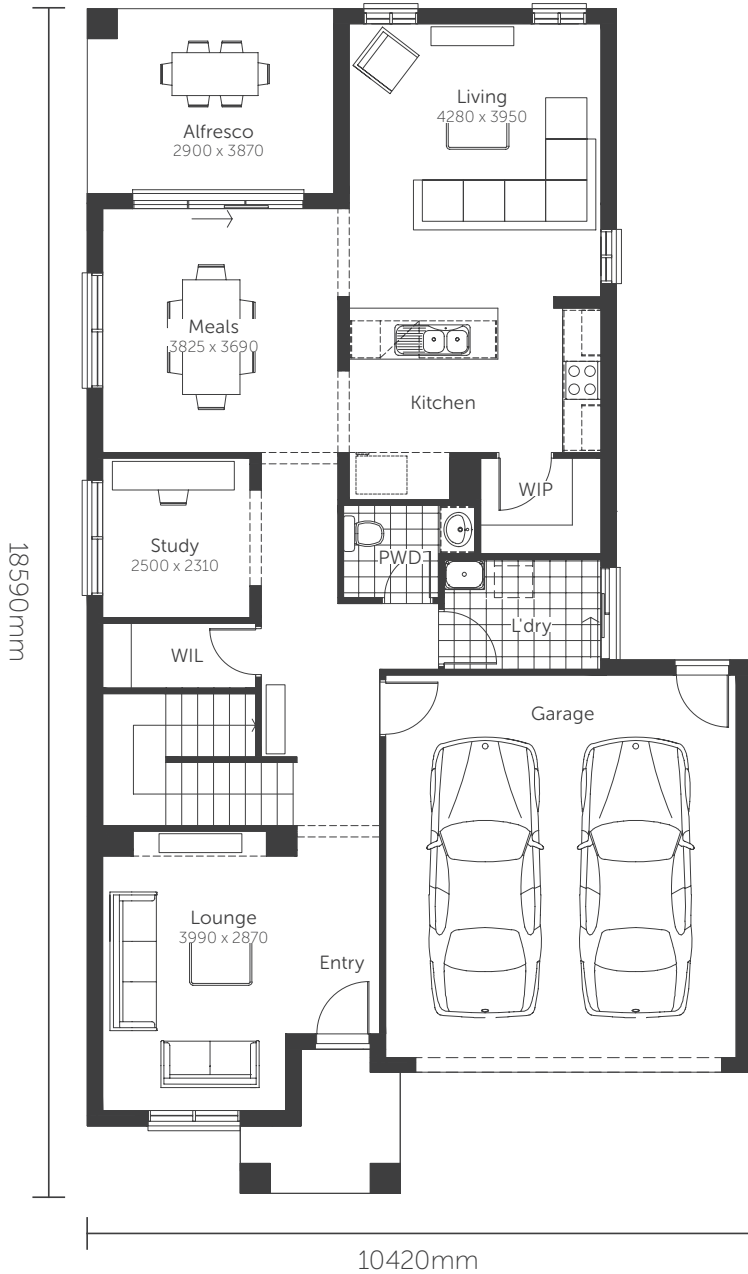 Living
4280 x 3950
Alfresco
2900 x 3870
Meals
3825 x 3690
Kitchen
WIP
Study
2500 x 2310
PWD
L'dry
WIL
Garage
Lounge
3990 x 2870
Entry
18590mm
10420mm